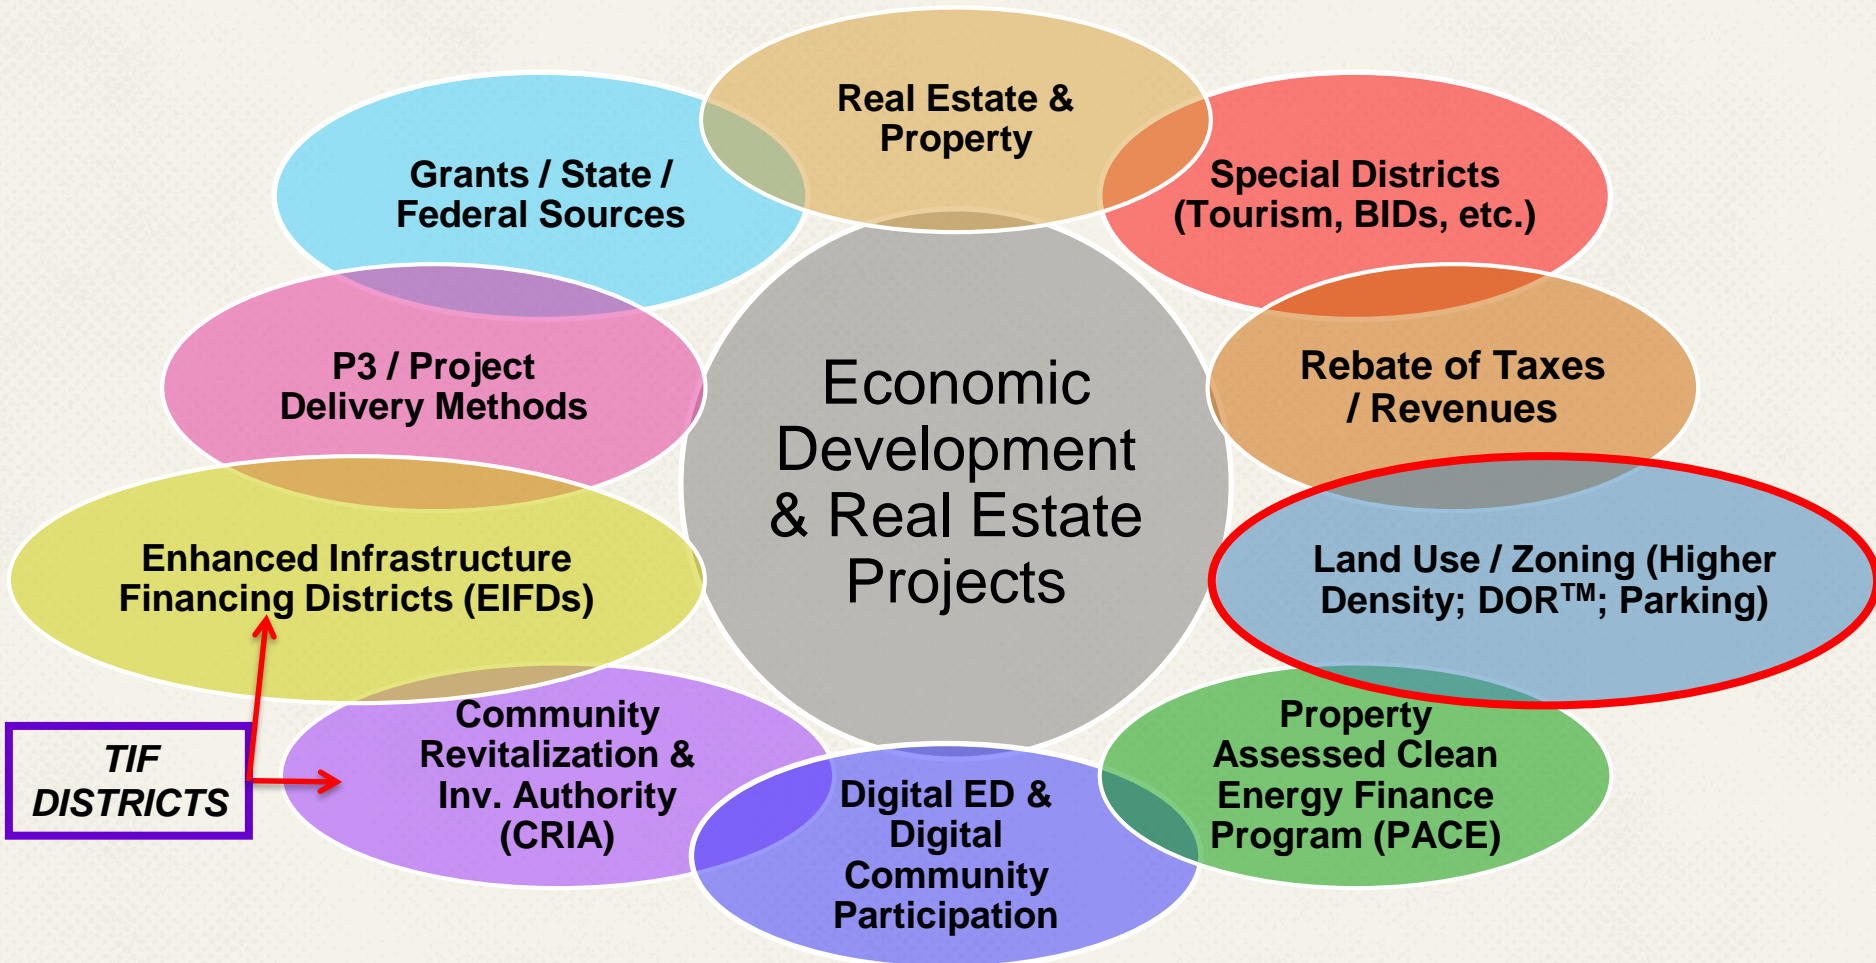 Real Estate &
Property
Special Districts
(Tourism, BIDs, etc.)
Rebate of Taxes
/ Revenues
Land Use / Zoning (Higher
Density; DOR™; Parking)
Property
Assessed Clean
Energy Finance
Program (PACE)
Digital ED &
Digital
Community
Participation
Community
Revitalization &
Inv. Authority
(CRIA)
Enhanced Infrastructure
Financing Districts (EIFDs)
P3 / Project
Delivery Methods
Grants / State /
Federal Sources
Economic
Development
& Real Estate
Projects
TIF
DISTRICTS